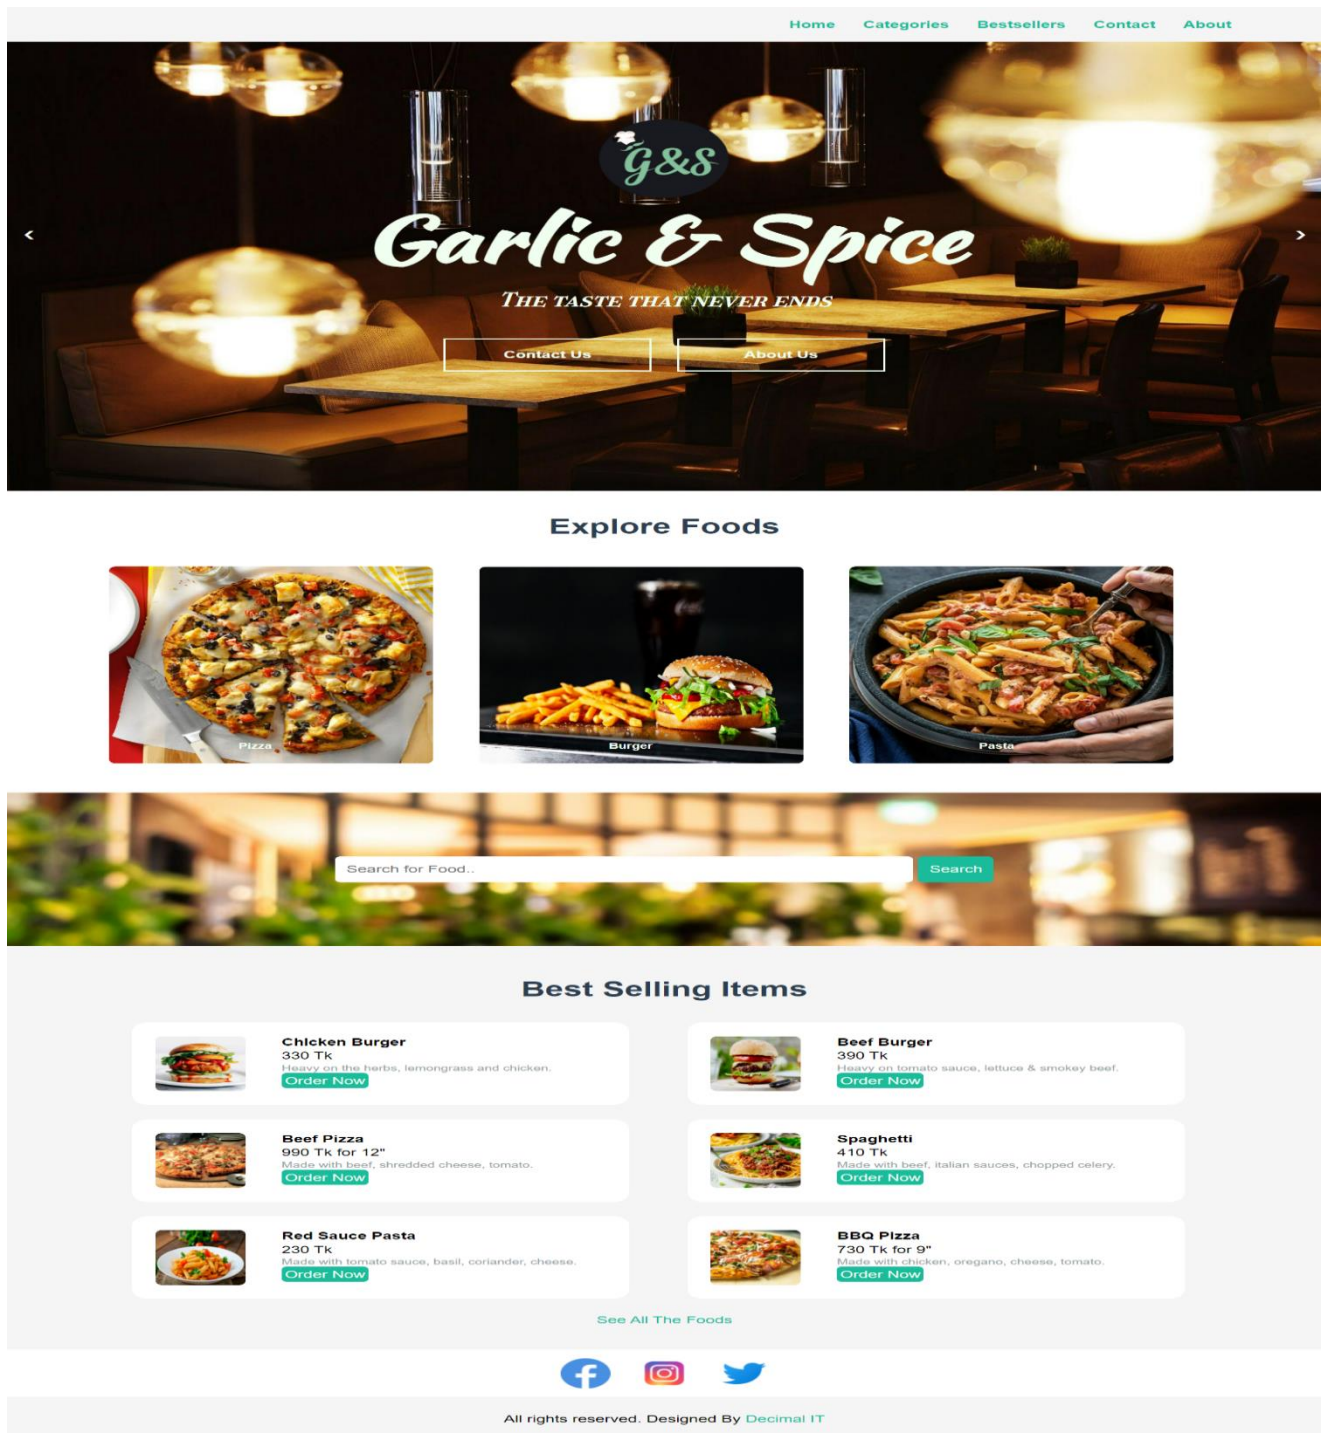 Home Categories Bestsellers Contact About
G&S
Garlic & Spice
The taste that never ends
Contact Us About Us
Explore Foods
Pizza Burger Pasta
Search for Food.. Search
Best Selling Items
Chicken Burger
330 Tk
Heavy on the herbs, lemongrass and chicken.
Order Now
Beef Burger
390 Tk
Heavy on tomato sauce, lettuce & smokey beef.
Order Now
Beef Pizza
990 Tk for 12"
Made with beef, shredded cheese, tomato.
Order Now
Spaghetti
410 Tk
Made with beef, italian sauces, chopped celery.
Order Now
Red Sauce Pasta
230 Tk
Made with tomato sauce, basil, coriander, cheese.
Order Now
BBQ Pizza
730 Tk for 9"
Made with chicken, oregano, cheese, tomato.
Order Now
See All The Foods
All rights reserved. Designed By Decimal IT